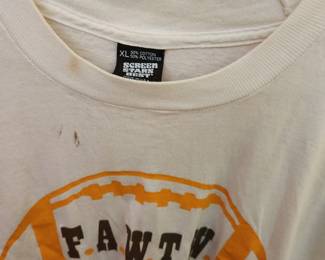 XL 50% COTTON
50% POLYESTER
SCREEN
STARS
BEST
F.A.W.T.V.